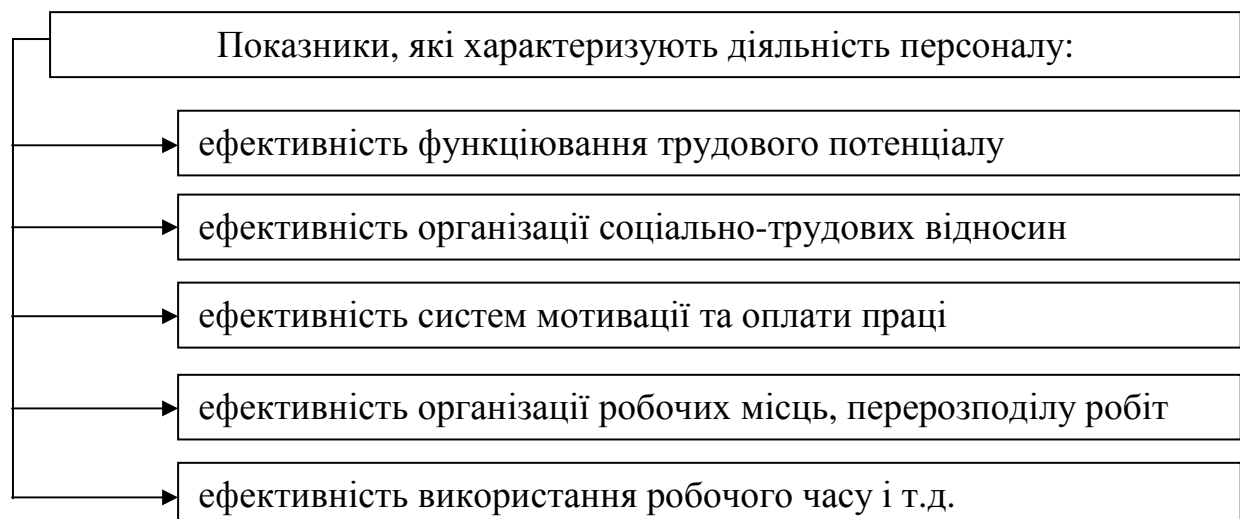 Показники, які характеризують діяльність персоналу:
ефективність функціювання трудового потенціалу
ефективність організації соціально-трудових відносин
ефективність систем мотивації та оплати праці
ефективність організації робочих місць, перерозподілу робіт
ефективність використання робочого часу і т.д.